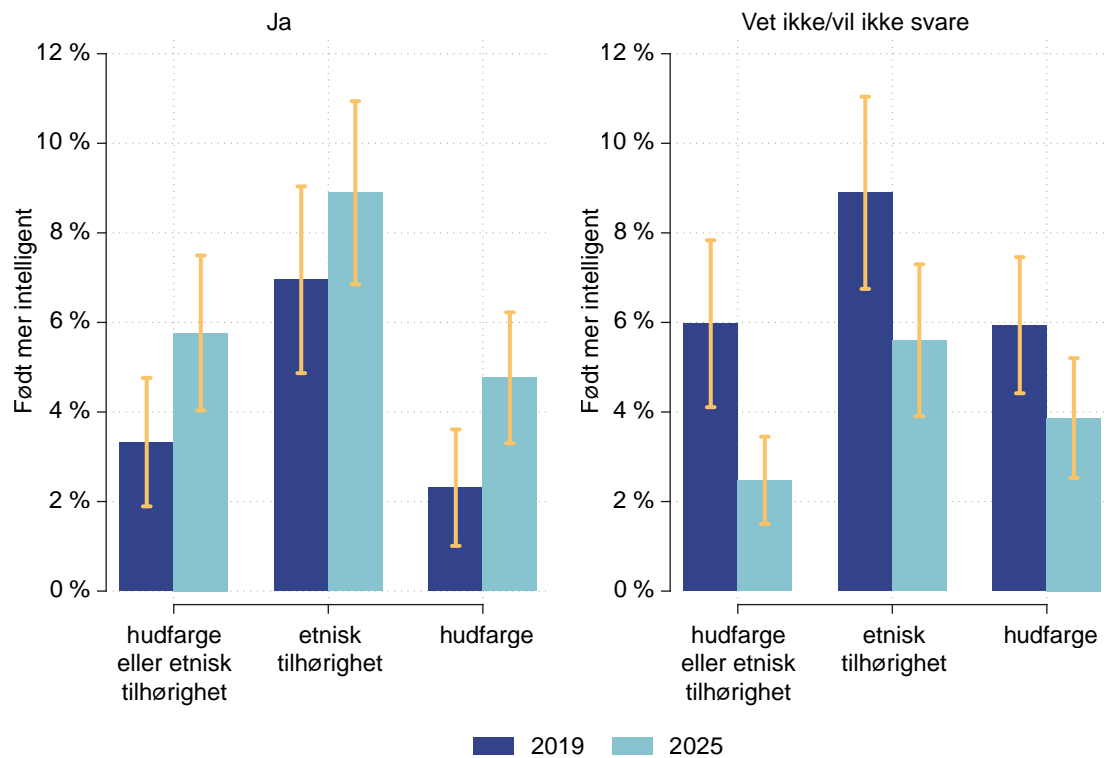 Ja
Født mer intelligent
12 %
10 %
8 %
6 %
4 %
2 %
0 %
hudfarge
eller etnisk
tilhørighet
etnisk
tilhørighet
hudfarge
Vet ikke/vil ikke svare
Født mer intelligent
12 %
10 %
8 %
6 %
4 %
2 %
0 %
hudfarge
eller etnisk
tilhørighet
etnisk
tilhørighet
hudfarge
2019
2025